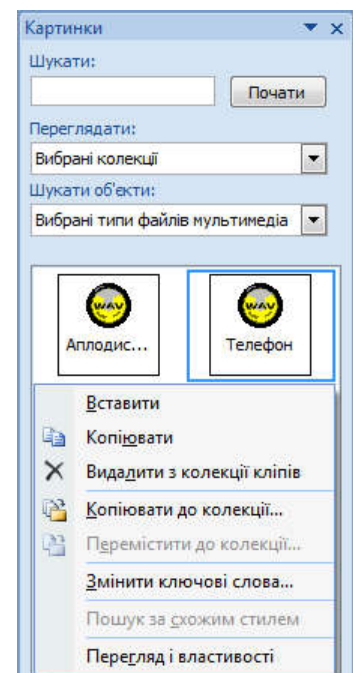 Картинки
Шукати:
Почати
Переглядати:
Вибрані колекції
Шукати об'єкти:
Вибрані типи файлів мультимедіа
WAV WAV
Аплодис... Телефон
Вставити
Копіювати
Видалити з колекції кліпів
Копіювати до колекції...
Перемістити до колекції...
Змінити ключові слова...
Пошук за схожим стилем
Перегляд і властивості